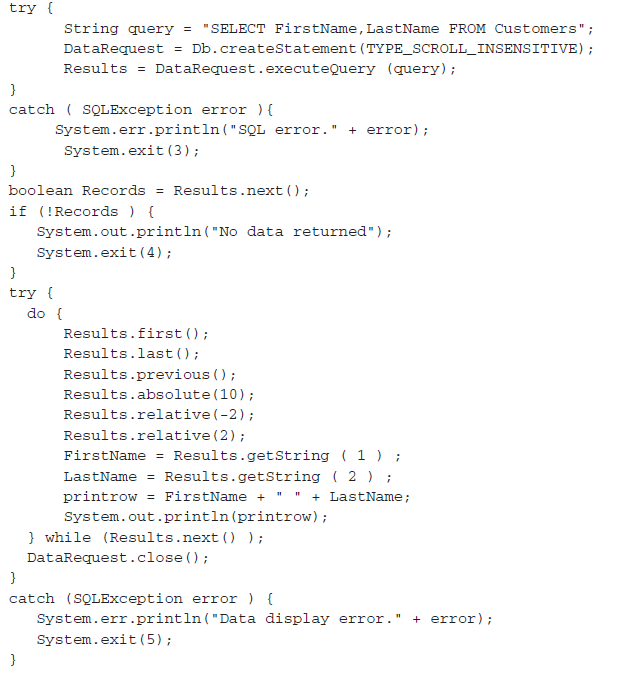 try {
      String query = "SELECT FirstName,LastName FROM Customers";
      DataRequest = Db.createStatement(TYPE_SCROLL_INSENSITIVE);
      Results = DataRequest.executeQuery (query);
}
catch ( SQLException error ){
     System.err.println("SQL error." + error);
      System.exit(3);
}
boolean Records = Results.next();
if (!Records ) {
   System.out.println("No data returned");
   System.exit(4);
}
try {
  do {
      Results.first();
      Results.last();
      Results.previous();
      Results.absolute(10);
      Results.relative(-2);
      Results.relative(2);
      FirstName = Results.getString ( 1 ) ;
      LastName = Results.getString ( 2 ) ;
      printrow = FirstName + " " + LastName;
      System.out.println(printrow);
  } while (Results.next() );
  DataRequest.close();
}
catch (SQLException error ) {
   System.err.println("Data display error." + error);
   System.exit(5);
}